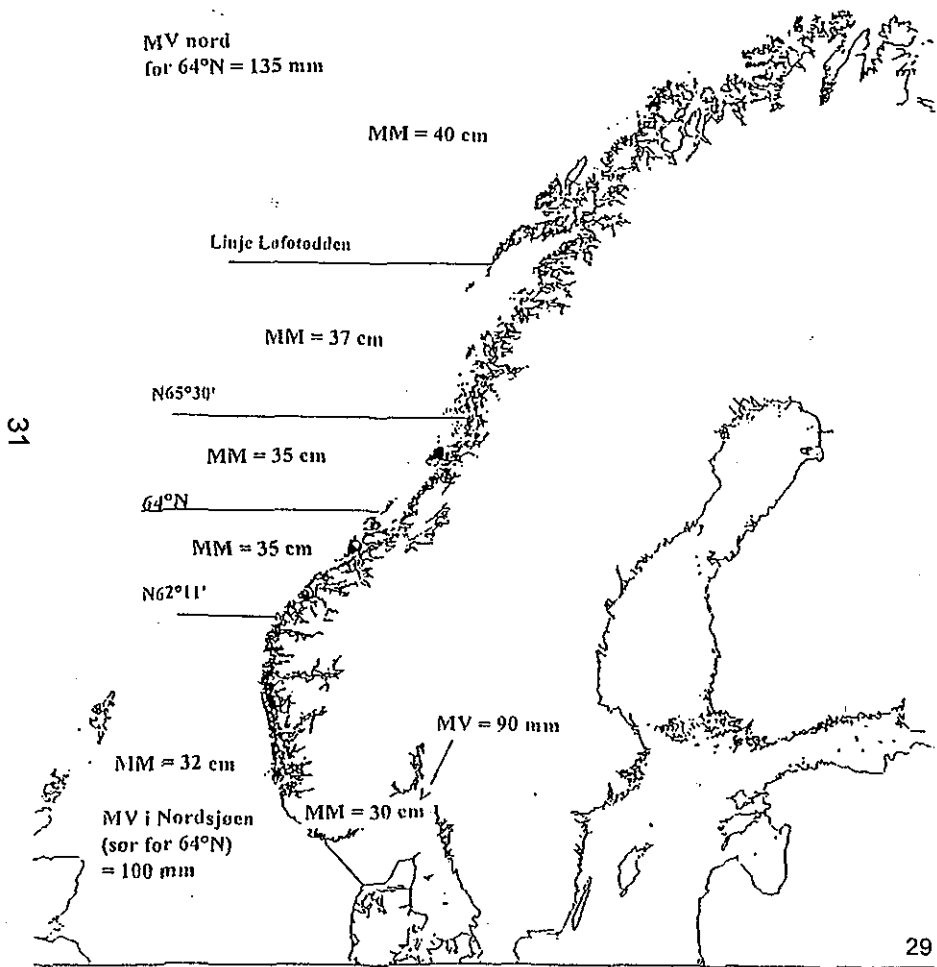 MV nord
for 64°N = 135 mm
MM = 40 cm
Linje Lofotodden
MM = 37 cm
N65°30'
31
MM = 35 cm
64°N
MM = 35 cm
N62°11'
MV = 90 mm
MM = 32 cm
MM = 30 cm
MV i Nordsjøen
(sør for 64°N)
= 100 mm
29